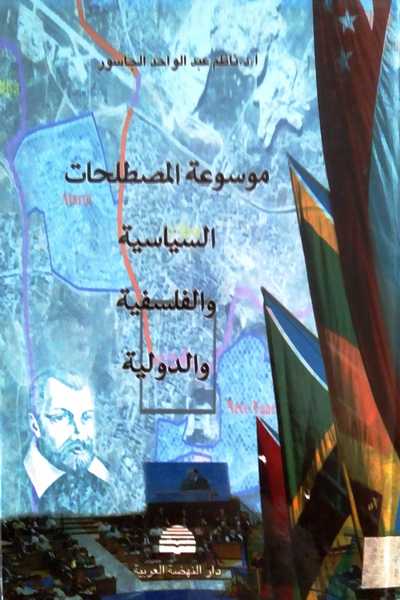 ا.د. ناظم عبد الواحد الجاسور
موسوعة المصطلحات
السياسية
والفلسفية
والدولية
دار النهضة العربية